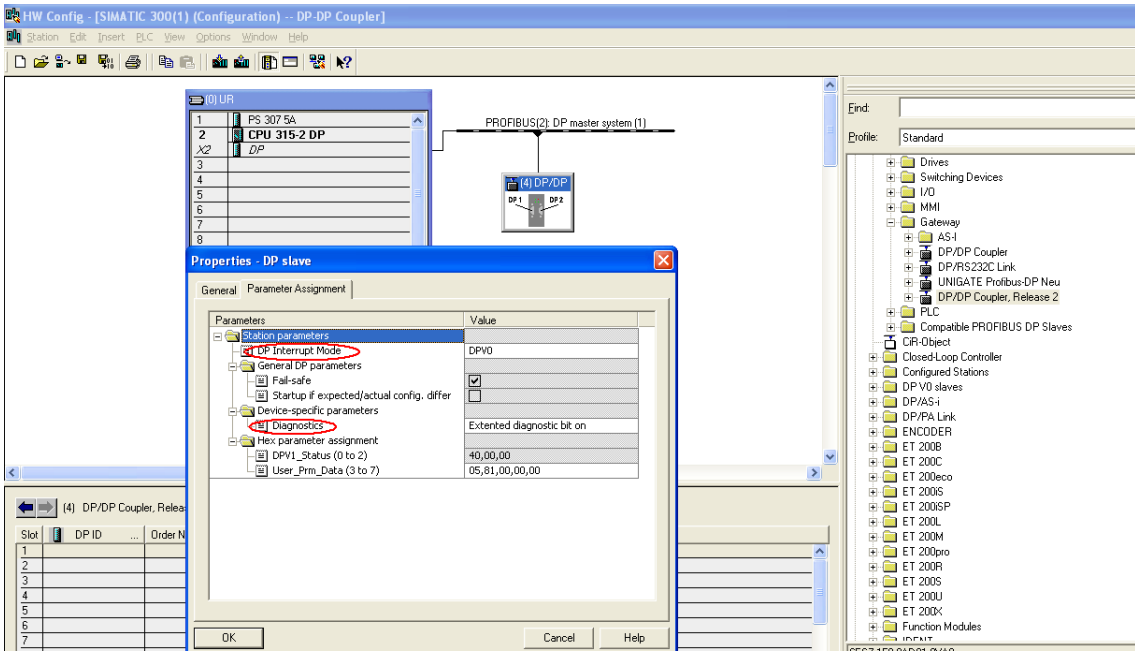 HW Config - [SIMATIC 300(1) (Configuration) -- DP-DP Coupler]
Station Edit Insert PLC View Options Window Help
(0) UR
1 PS 307 5A
2 CPU 315-2 DP
X2 DP
3
4
5
6
7
8
PROFIBUS(2): DP master system (1)
(4) DP/DP
DP1 DP2
Properties - DP slave
General Parameter Assignment
Parameters Value
Station parameters
DP Interrupt Mode DPV0
General DP parameters
Fail-safe
Startup if expected/actual config. differ
Device-specific parameters
Diagnostics Extented diagnostic bit on
Hex parameter assignment
DPV1_Status (0 to 2) 40,00,00
User_Prm_Data (3 to 7) 05,81,00,00,00
OK Cancel Help
(4) DP/DP Coupler, Relea
Slot DP ID ... Order N
1
2
3
4
5
6
7
Find:
Profile: Standard
Drives
Switching Devices
I/O
MMI
Gateway
AS-I
DP/DP Coupler
DP/RS232C Link
UNIGATE Profibus-DP Neu
DP/DP Coupler, Release 2
PLC
Compatible PROFIBUS DP Slaves
CiR-Object
Closed-Loop Controller
Configured Stations
DP V0 slaves
DP/AS-i
DP/PA Link
ENCODER
ET 200B
ET 200C
ET 200eco
ET 200iS
ET 200iSP
ET 200L
ET 200M
ET 200pro
ET 200R
ET 200S
ET 200U
ET 200X
Function Modules